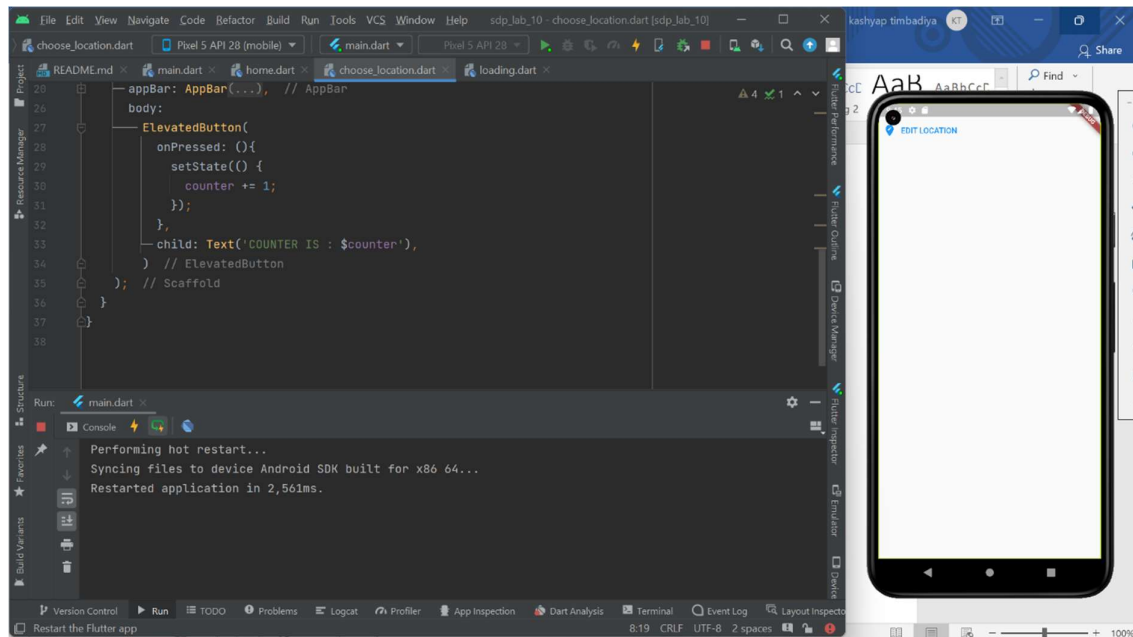 File Edit View Navigate Code Refactor Build Run Tools VCS Window Help sdp_lab_10 - choose_location.dart [sdp_lab_10]
kashyap timbadiya KT
Share
choose_location.dart Pixel 5 API 28 (mobile) main.dart Pixel 5 API 28
README.md main.dart home.dart choose_location.dart loading.dart
Find
AaB AaBbCcC
20 appBar: AppBar(...), // AppBar
4 1
26 body:
27 ElevatedButton(
28 onPressed: (){
29 setState(() {
30 counter += 1;
31 });
32 },
33 child: Text('COUNTER IS : $counter'),
34 ) // ElevatedButton
35 ); // Scaffold
36 }
37 }
38
EDIT LOCATION
Project
Resource Manager
Structure
Favorites
Build Variants
Flutter Performance
Flutter Outline
Device Manager
Flutter Inspector
Emulator
Device
Run: main.dart
Console
Performing hot restart...
Syncing files to device Android SDK built for x86 64...
Restarted application in 2,561ms.
Version Control Run TODO Problems Logcat Profiler App Inspection Dart Analysis Terminal Event Log Layout Inspecto
Restart the Flutter app 8:19 CRLF UTF-8 2 spaces
100%